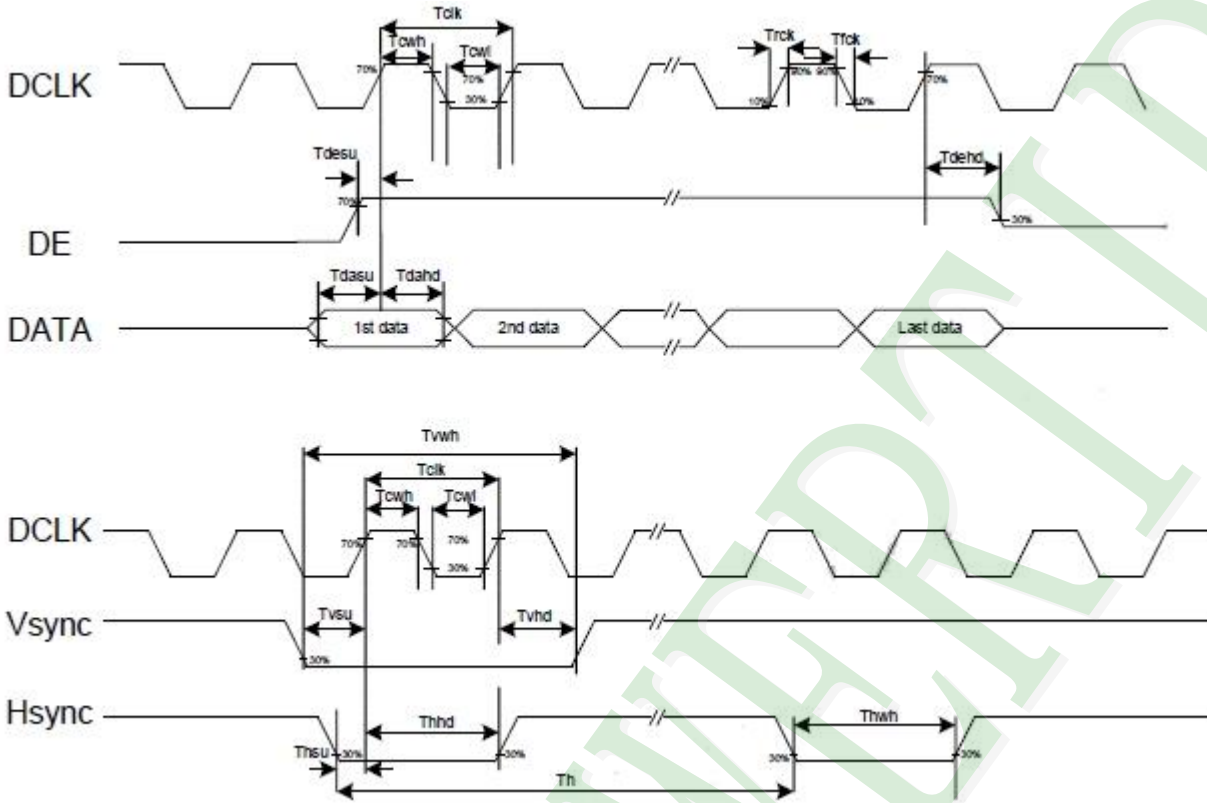 Tclk
Tcwh Tcwl Trck Tfck
DCLK 70% 70% 30% 90% 90% 10% 10% 70%
Tdesu Tdehd
70% 30%
DE
Tdasu Tdahd
DATA 1st data 2nd data Last data
Tvwh
Tclk
Tcwh Tcwl
DCLK 70% 70% 70% 30%
Vsync Tvsu Tvhd
30%
Hsync Thhd Thwh
Thsu 30% 30% 30% 30%
Th